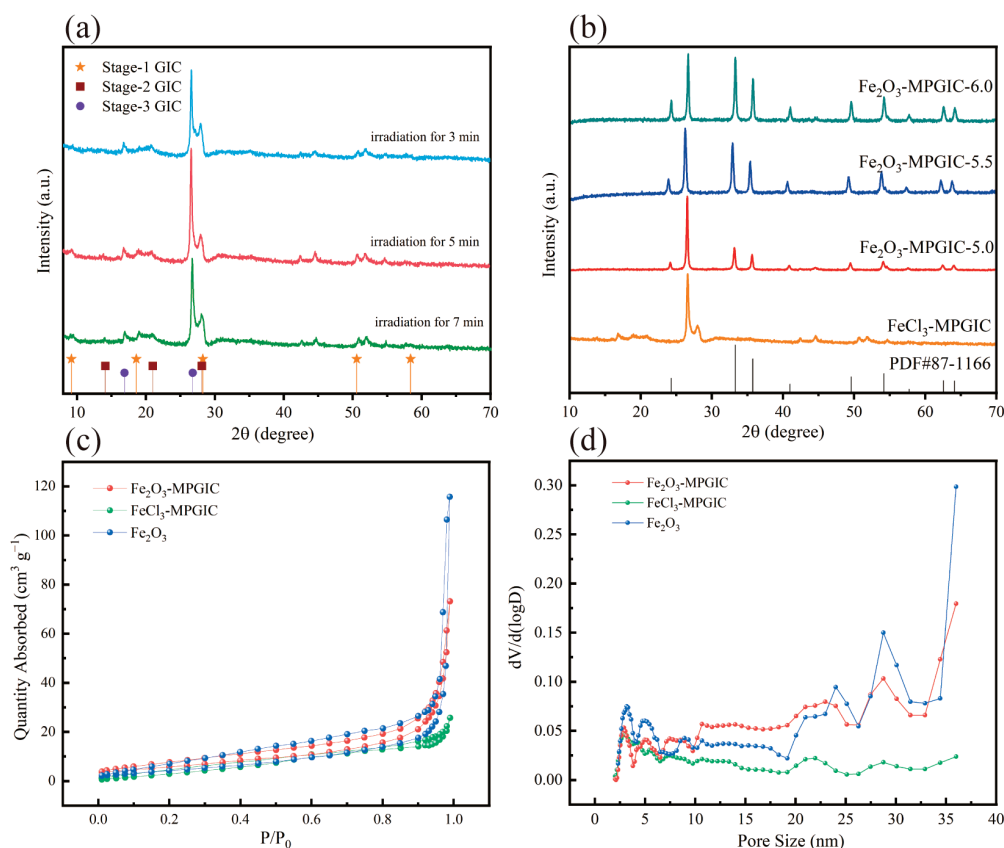 (a)
Stage-1 GIC
Stage-2 GIC
Stage-3 GIC
irradiation for 3 min
irradiation for 5 min
irradiation for 7 min
Intensity (a.u.)
10 20 30 40 50 60 70
2θ (degree)
(b)
Fe₂O₃-MPGIC-6.0
Fe₂O₃-MPGIC-5.5
Fe₂O₃-MPGIC-5.0
FeCl₃-MPGIC
PDF#87-1166
Intensity (a.u.)
10 20 30 40 50 60 70
2θ (degree)
(c)
Fe₂O₃-MPGIC
FeCl₃-MPGIC
Fe₂O₃
Quantity Absorbed (cm³ g⁻¹)
120
100
80
60
40
20
0
0.0 0.2 0.4 0.6 0.8 1.0
P/P₀
(d)
Fe₂O₃-MPGIC
FeCl₃-MPGIC
Fe₂O₃
dV/d(logD)
0.30
0.25
0.20
0.15
0.10
0.05
0.00
0 5 10 15 20 25 30 35 40
Pore Size (nm)